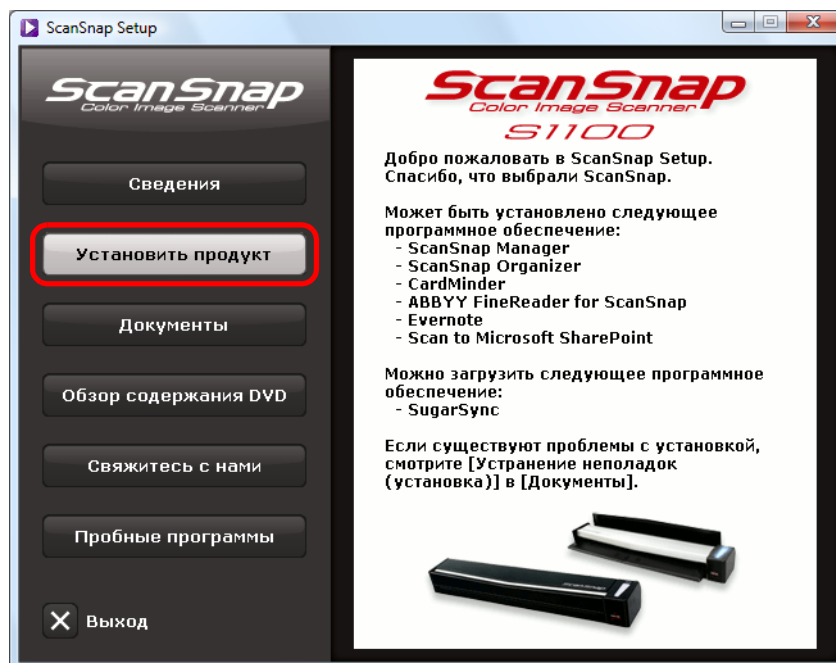 ScanSnap Setup
ScanSnap
Color Image Scanner
Сведения
Установить продукт
Документы
Обзор содержания DVD
Свяжитесь с нами
Пробные программы
Выход
ScanSnap
Color Image Scanner
S1100
Добро пожаловать в ScanSnap Setup.
Спасибо, что выбрали ScanSnap.
Может быть установлено следующее
программное обеспечение:
- ScanSnap Manager
- ScanSnap Organizer
- CardMinder
- ABBYY FineReader for ScanSnap
- Evernote
- Scan to Microsoft SharePoint
Можно загрузить следующее программное
обеспечение:
- SugarSync
Если существуют проблемы с установкой,
смотрите [Устранение неполадок
(установка)] в [Документы].
ScanSnap